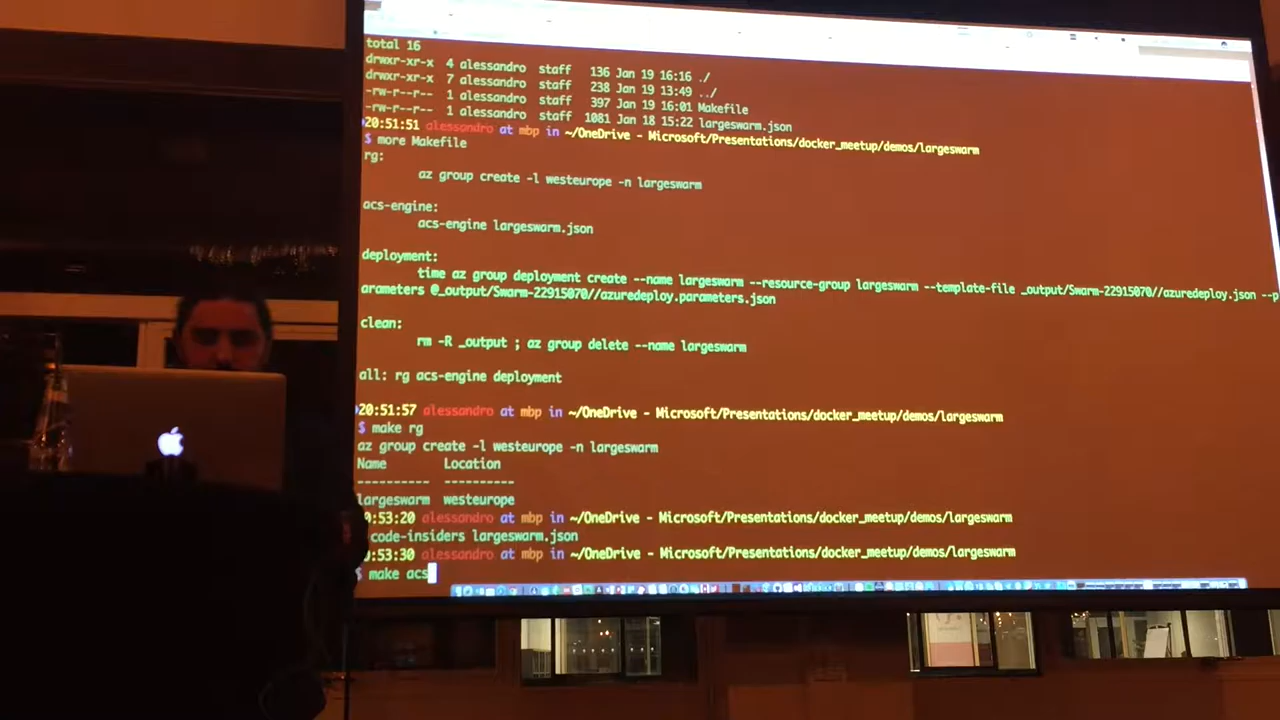 total 16
drwxr-xr-x 4 alessandro staff 136 Jan 19 16:16 ./
drwxr-xr-x 7 alessandro staff 238 Jan 19 13:49 ../
-rw-r--r-- 1 alessandro staff 397 Jan 19 16:01 Makefile
-rw-r--r-- 1 alessandro staff 1081 Jan 18 15:22 largeswarm.json
20:51:51 alessandro at mbp in ~/OneDrive - Microsoft/Presentations/docker_meetup/demos/largeswarm
$ more Makefile
rg:
az group create -l westeurope -n largeswarm
acs-engine:
acs-engine largeswarm.json
deployment:
time az group deployment create --name largeswarm --resource-group largeswarm --template-file _output/Swarm-22915070//azuredeploy.json --p
arameters @_output/Swarm-22915070//azuredeploy.parameters.json
clean:
rm -R _output ; az group delete --name largeswarm
all: rg acs-engine deployment
20:51:57 alessandro at mbp in ~/OneDrive - Microsoft/Presentations/docker_meetup/demos/largeswarm
$ make rg
az group create -l westeurope -n largeswarm
Name Location
---------- ----------
largeswarm westeurope
0:53:20 alessandro at mbp in ~/OneDrive - Microsoft/Presentations/docker_meetup/demos/largeswarm
code-insiders largeswarm.json
0:53:30 alessandro at mbp in ~/OneDrive - Microsoft/Presentations/docker_meetup/demos/largeswarm
$ make acs